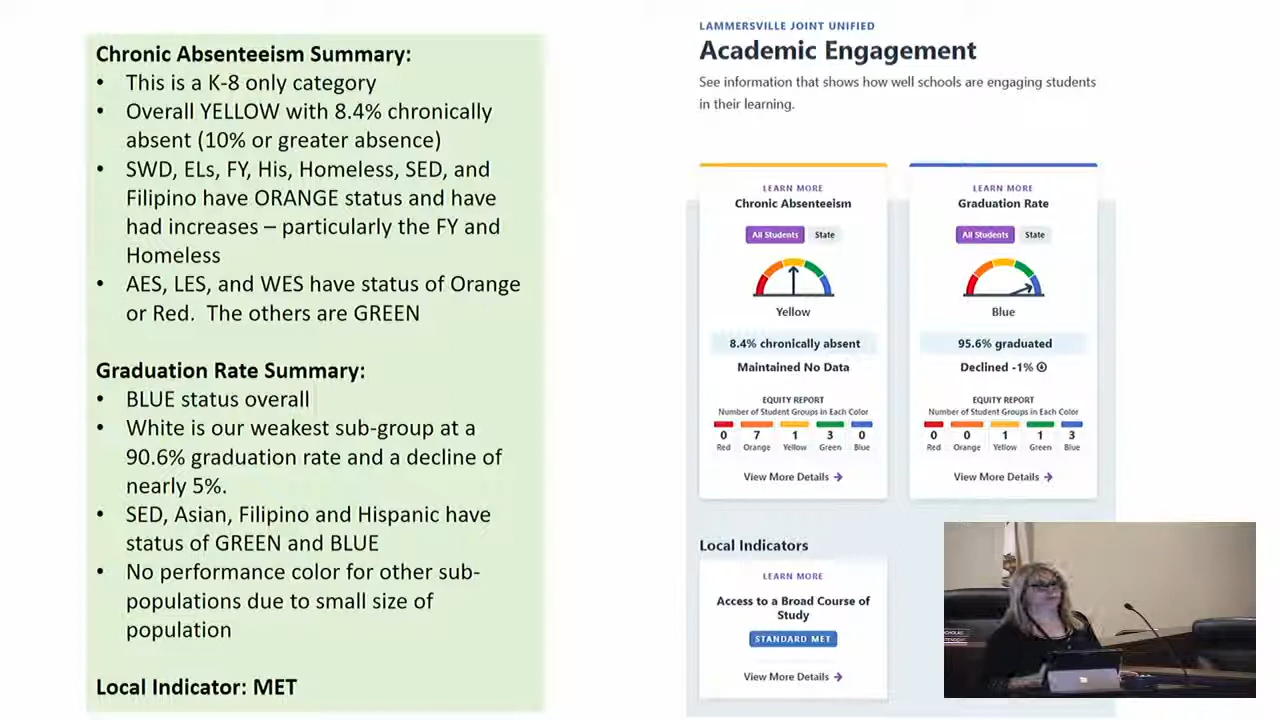 Chronic Absenteeism Summary:
• This is a K-8 only category
• Overall YELLOW with 8.4% chronically
absent (10% or greater absence)
• SWD, ELs, FY, His, Homeless, SED, and
Filipino have ORANGE status and have
had increases – particularly the FY and
Homeless
• AES, LES, and WES have status of Orange
or Red. The others are GREEN
Graduation Rate Summary:
• BLUE status overall
• White is our weakest sub-group at a
90.6% graduation rate and a decline of
nearly 5%.
• SED, Asian, Filipino and Hispanic have
status of GREEN and BLUE
• No performance color for other sub-
populations due to small size of
population
Local Indicator: MET
LAMMERSVILLE JOINT UNIFIED
Academic Engagement
See information that shows how well schools are engaging students
in their learning.
LEARN MORE
Chronic Absenteeism
All Students State
Yellow
8.4% chronically absent
Maintained No Data
EQUITY REPORT
Number of Student Groups in Each Color
0 7 1 3 0
Red Orange Yellow Green Blue
View More Details →
LEARN MORE
Graduation Rate
All Students State
Blue
95.6% graduated
Declined -1%
EQUITY REPORT
Number of Student Groups in Each Color
0 0 1 1 3
Red Orange Yellow Green Blue
View More Details →
Local Indicators
LEARN MORE
Access to a Broad Course of
Study
STANDARD MET
View More Details →